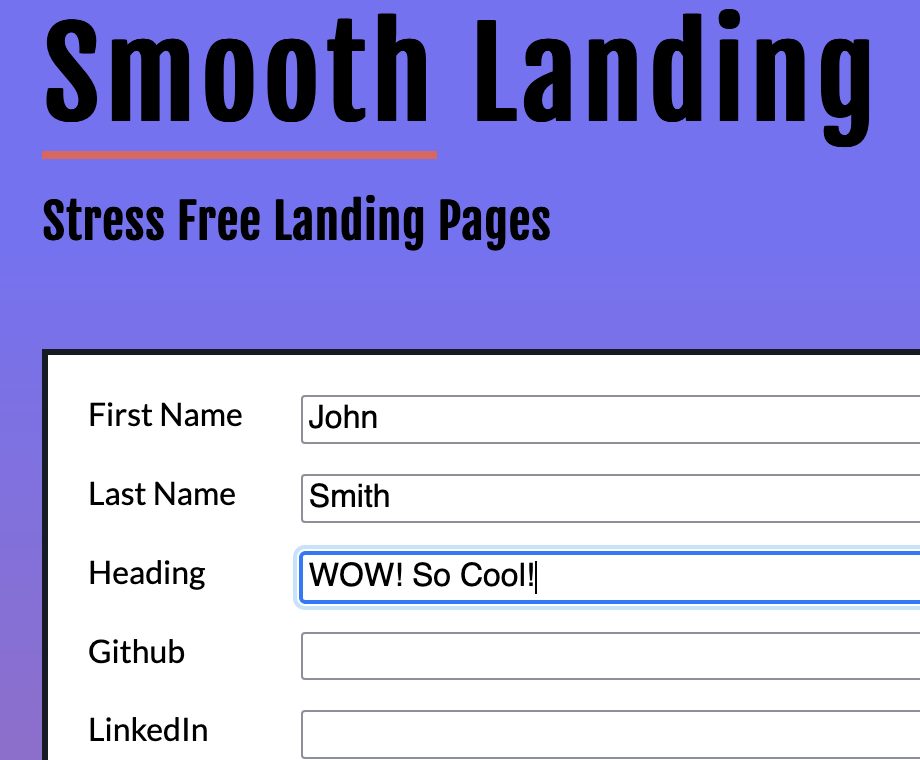 Smooth Landing
Stress Free Landing Pages
First Name John
Last Name Smith
Heading WOW! So Cool!
Github
LinkedIn